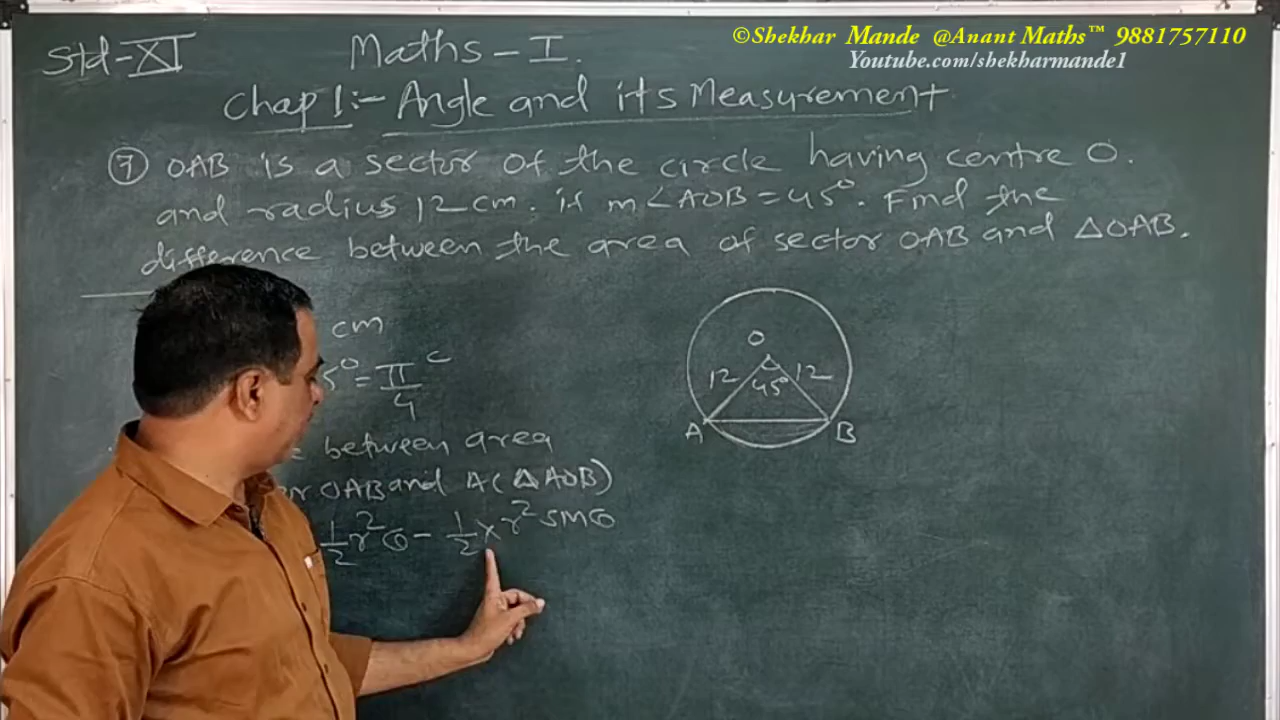 ©Shekhar Mande @Anant Maths™ 9881757110
Youtube.com/shekharmande1
Std-XI
Maths - I.
Chap 1:- Angle and its Measurement
⑦ OAB is a sector of the circle having centre O.
and radius 12 cm. if m∠AOB = 45°. Find the
difference between the area of sector OAB and △OAB.
cm
5° = π/4 ᶜ
between area
OAB and A(△AOB)
1/2 r² θ - 1/2 × r² sinθ
O
12 12
45°
A B